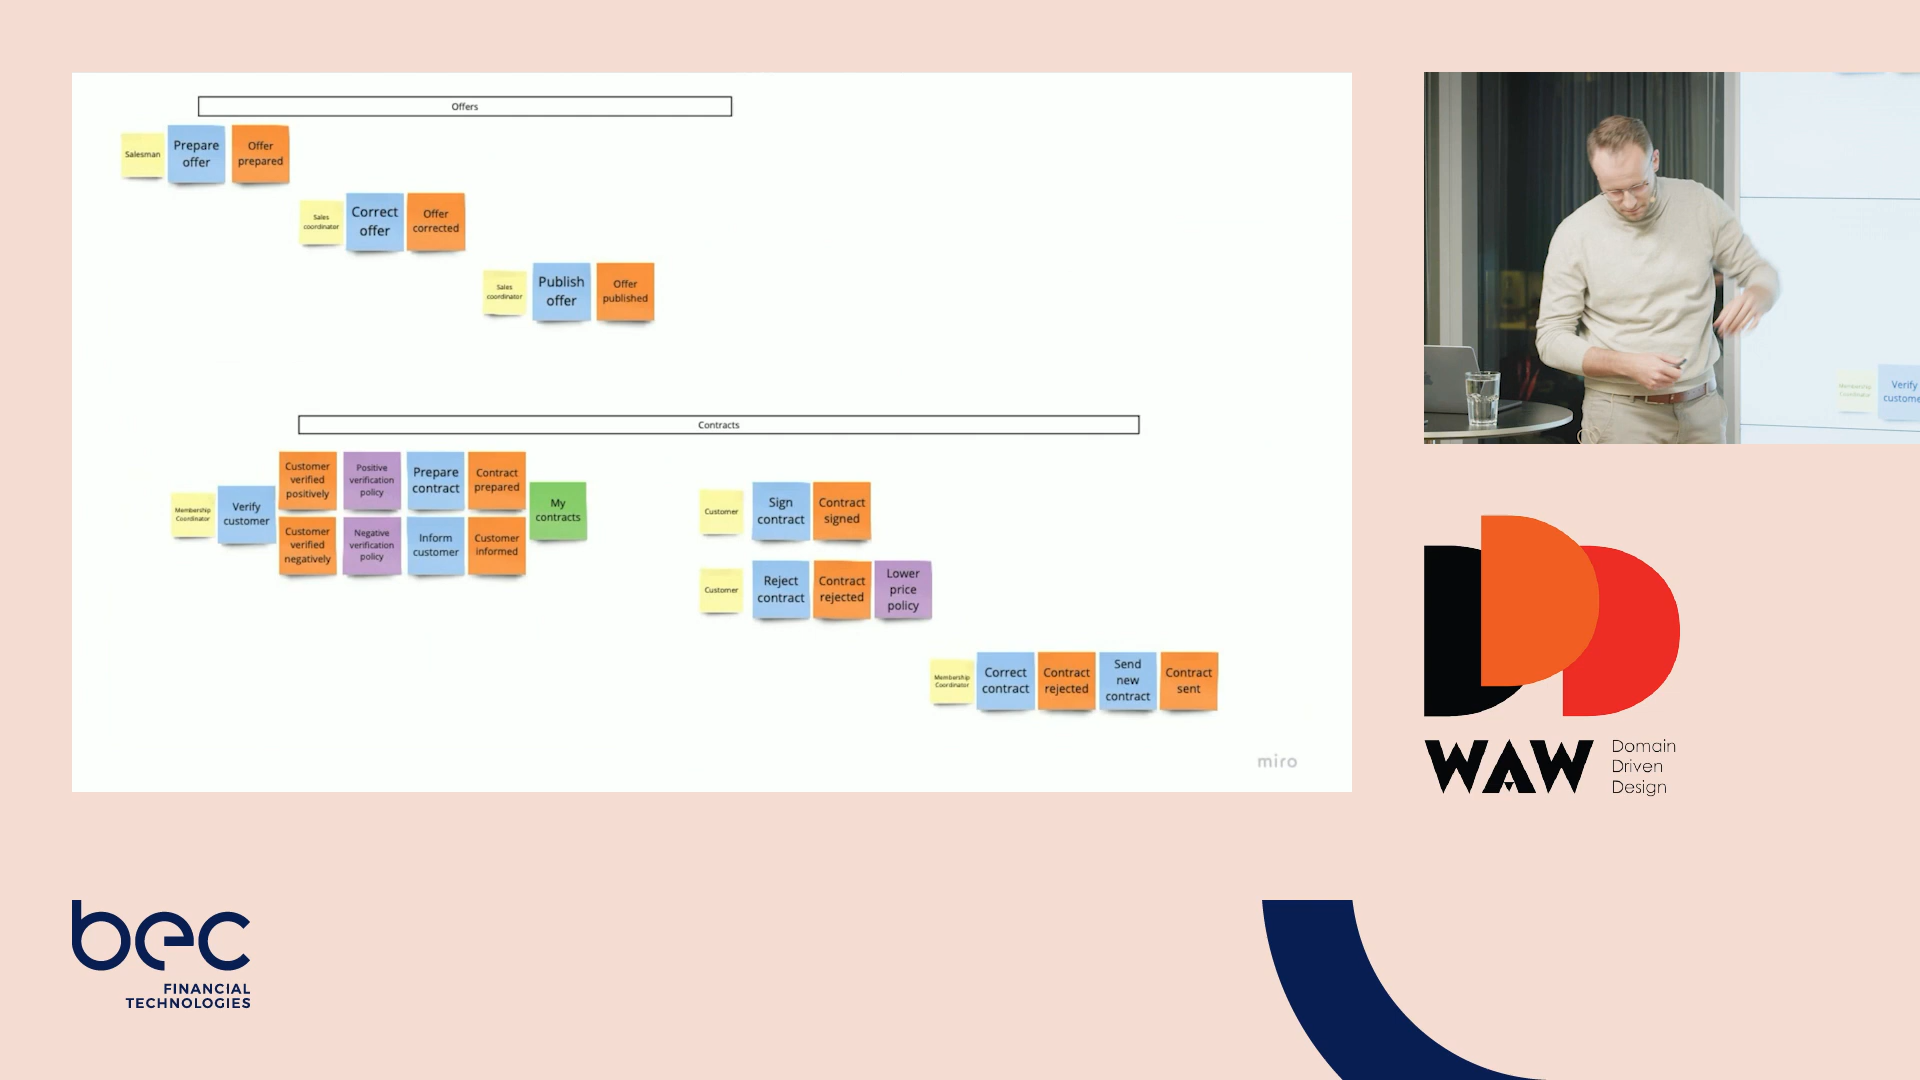 Offers
Salesman
Prepare
offer
Offer
prepared
Sales
coordinator
Correct
offer
Offer
corrected
Sales
coordinator
Publish
offer
Offer
published
Contracts
Membership
Coordinator
Verify
customer
Customer
verified
positively
Positive
verification
policy
Prepare
contract
Contract
prepared
Customer
verified
negatively
Negative
verification
policy
Inform
customer
Customer
informed
My
contracts
Customer
Sign
contract
Contract
signed
Customer
Reject
contract
Contract
rejected
Lower
price
policy
Membership
Coordinator
Correct
contract
Contract
rejected
Send
new
contract
Contract
sent
miro
Membership
Coordinator
Verify
custome
WAW
Domain
Driven
Design
bec
FINANCIAL
TECHNOLOGIES